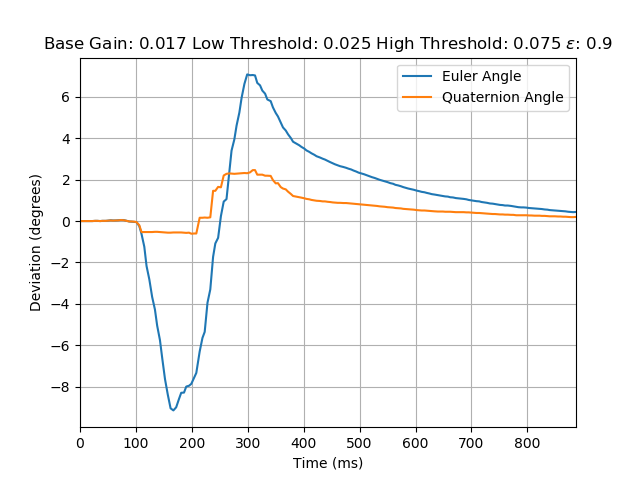 Base Gain: 0.017 Low Threshold: 0.025 High Threshold: 0.075 ε: 0.9
Euler Angle
Quaternion Angle
Deviation (degrees)
6
4
2
0
−2
−4
−6
−8
0 100 200 300 400 500 600 700 800
Time (ms)